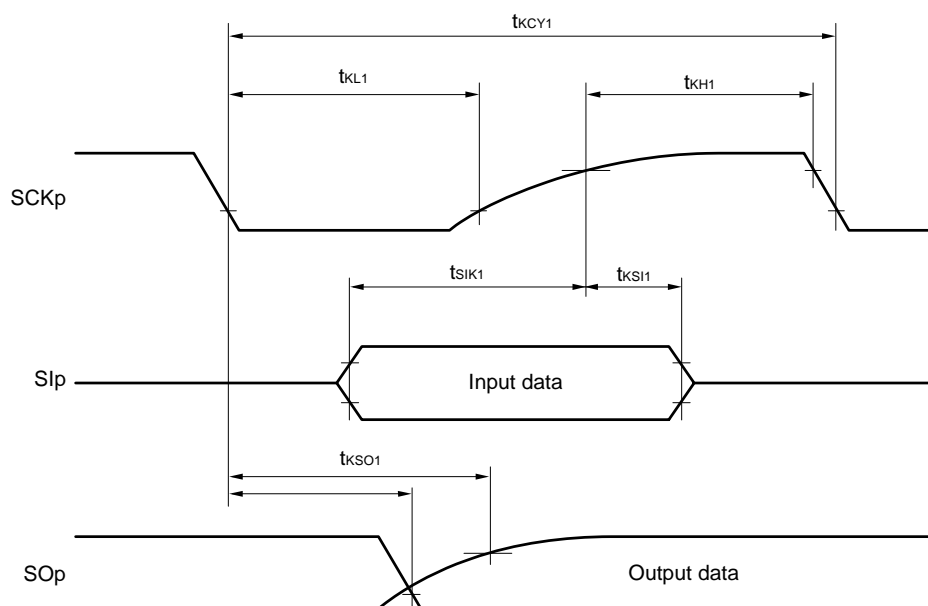 tKCY1
tKL1
tKH1
SCKp
tSIK1
tKSI1
SIp
Input data
tKSO1
SOp
Output data